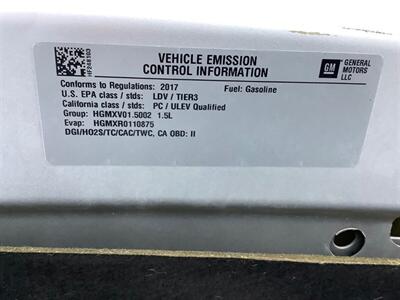 VEHICLE EMISSION
CONTROL INFORMATION
GM GENERAL
MOTORS
LLC
Conforms to Regulations: 2017 Fuel: Gasoline
U.S. EPA class / stds: LDV / TIER3
California class / stds: PC / ULEV Qualified
Group: HGMXV01.5002 1.5L
Evap: HGMXR0110875
DGI/HO2S/TC/CAC/TWC, CA OBD: II